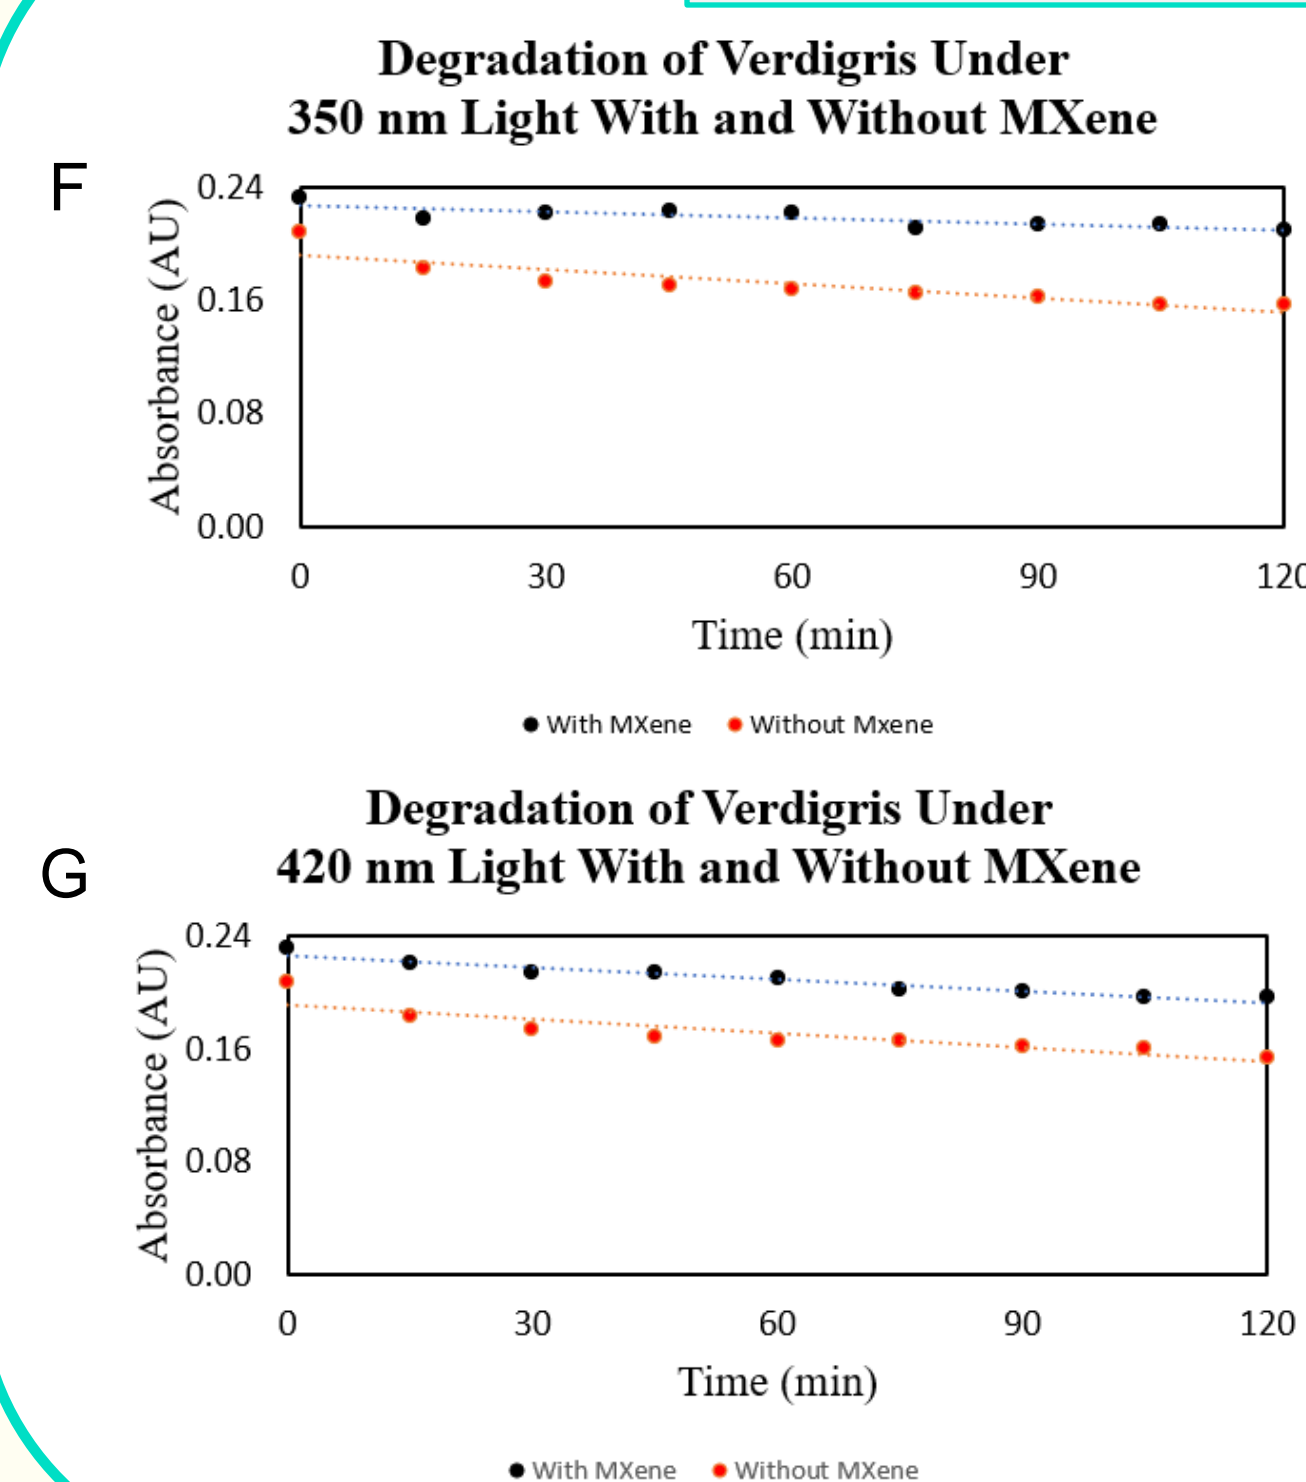 Degradation of Verdigris Under
350 nm Light With and Without MXene
F
Absorbance (AU)
0.24
0.16
0.08
0.00
0 30 60 90 120
Time (min)
With MXene Without Mxene
Degradation of Verdigris Under
420 nm Light With and Without MXene
G
Absorbance (AU)
0.24
0.16
0.08
0.00
0 30 60 90 120
Time (min)
With MXene Without MXene